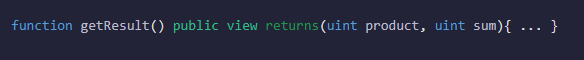 function getResult() public view returns(uint product, uint sum){ ... }